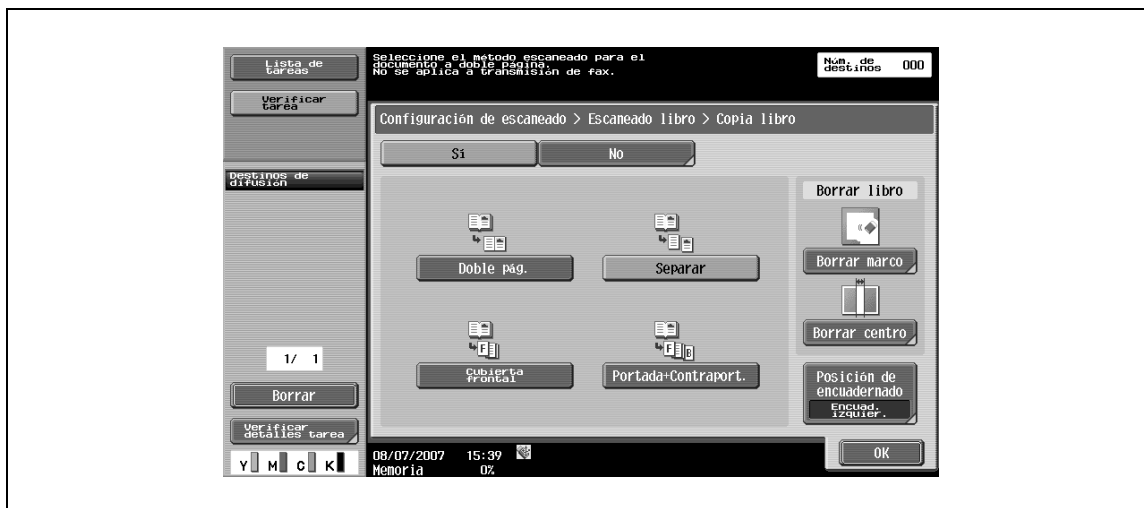 Lista de
tareas
Verificar
tarea
Seleccione el método escaneado para el
documento a doble página.
No se aplica a transmisión de fax.
Núm. de
destinos
000
Configuración de escaneado > Escaneado libro > Copia libro
Sí
No
Destinos de
difusión
Doble pág.
Separar
F
F
B
Cubierta
frontal
Portada+Contraport.
Borrar libro
Borrar marco
Borrar centro
Posición de
encuadernado
Encuad.
izquier.
1/ 1
Borrar
Verificar
detalles tarea
Y M C K
08/07/2007 15:39
Memoria 0%
OK